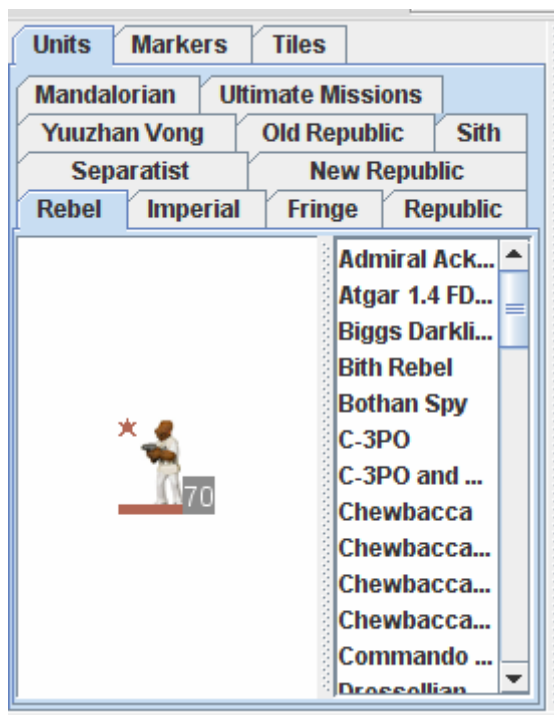 Units Markers Tiles
Mandalorian Ultimate Missions
Yuuzhan Vong Old Republic Sith
Separatist New Republic
Rebel Imperial Fringe Republic
Admiral Ack...
Atgar 1.4 FD...
Biggs Darkli...
Bith Rebel
Bothan Spy
C-3PO
C-3PO and ...
Chewbacca
Chewbacca...
Chewbacca...
Chewbacca...
Commando ...
Dressellian
70